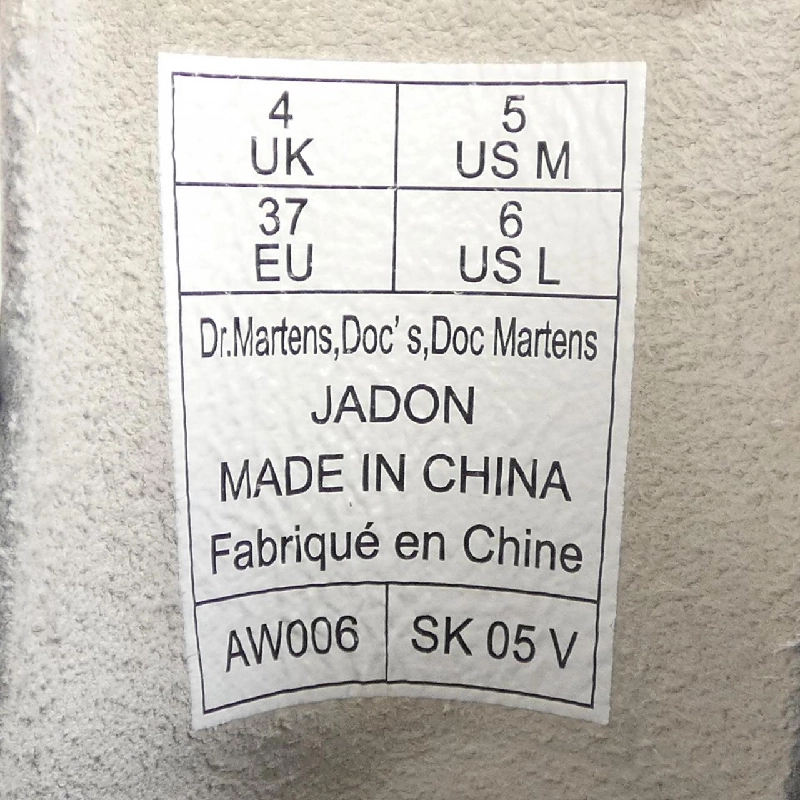 4
UK
5
US M
37
EU
6
US L
Dr.Martens,Doc's,Doc Martens
JADON
MADE IN CHINA
Fabriqué en Chine
AW006
SK 05 V